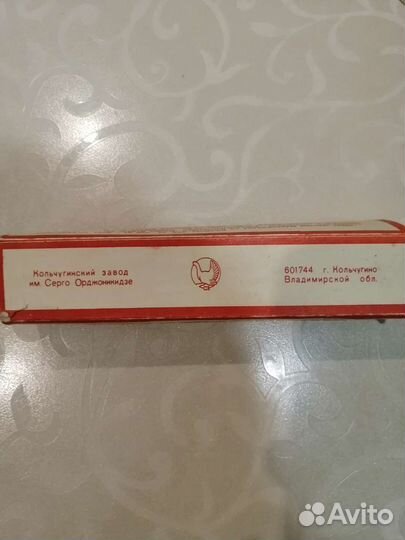 Кольчугинский завод
им Серго Орджоникидзе
601744 г. Кольчугино
Владимирской обл.
Avito